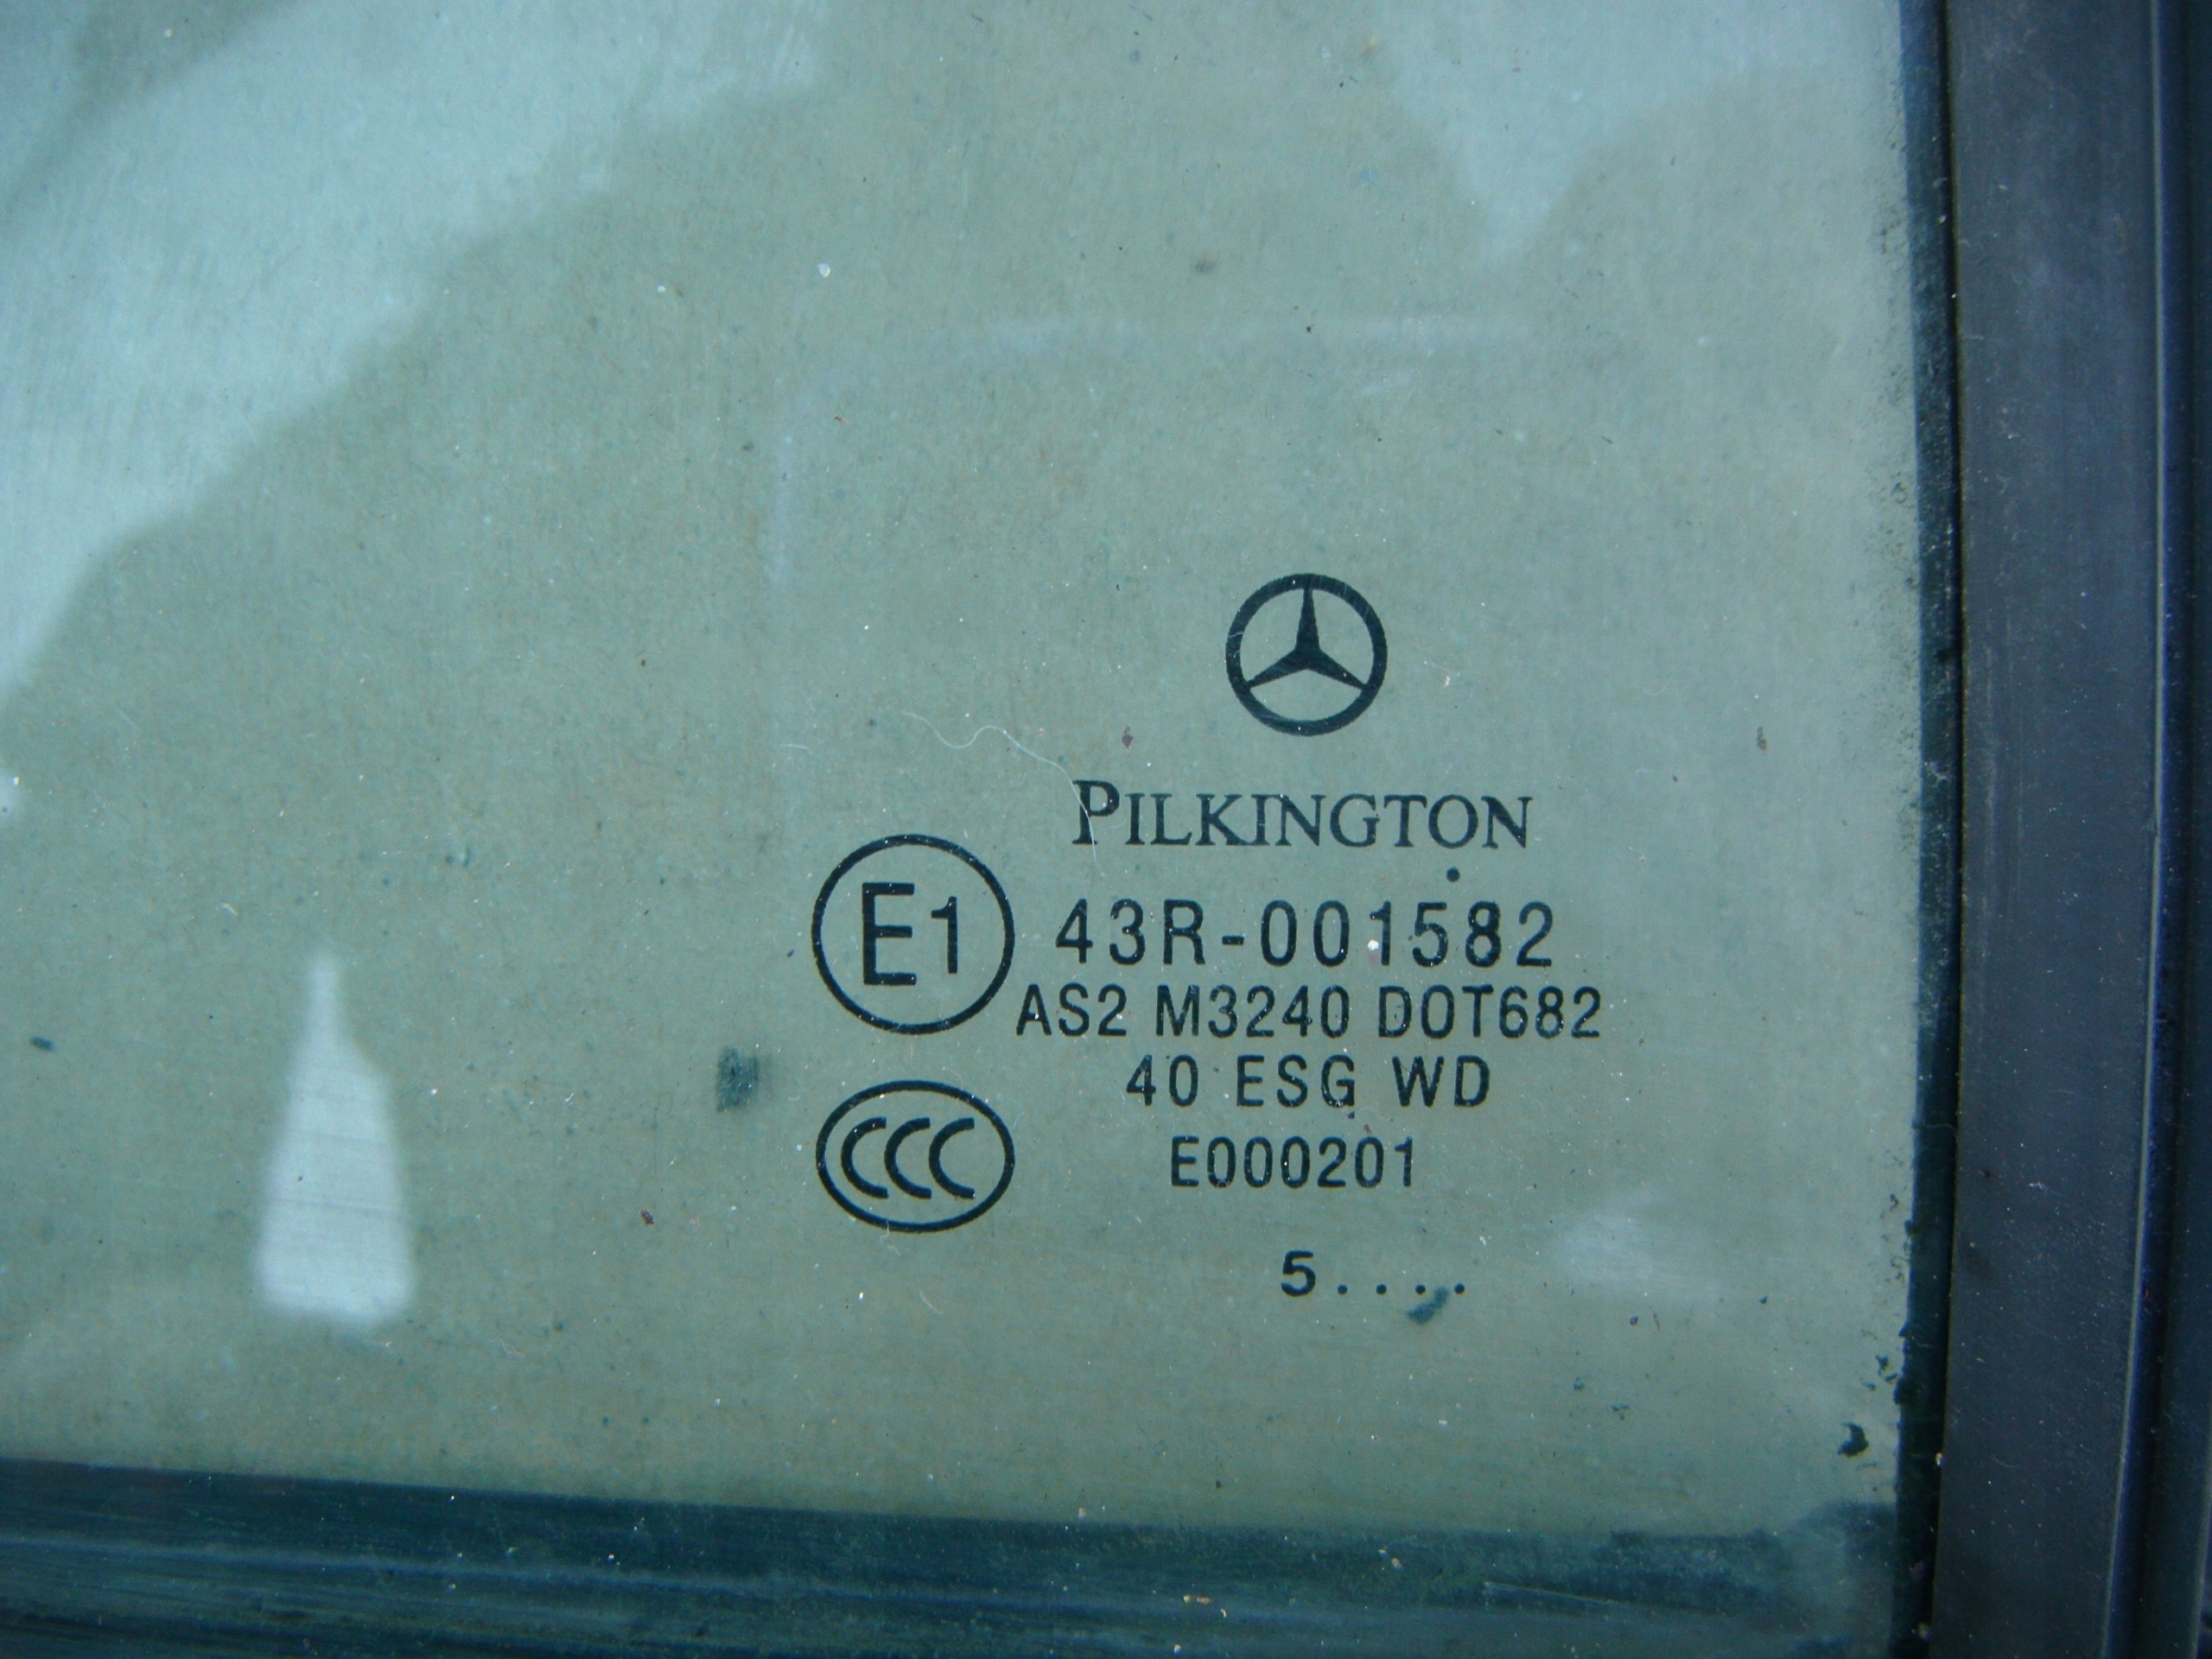 PILKINGTON
E1 43R-001582
AS2 M3240 DOT682
40 ESG WD
CCC E000201
5....